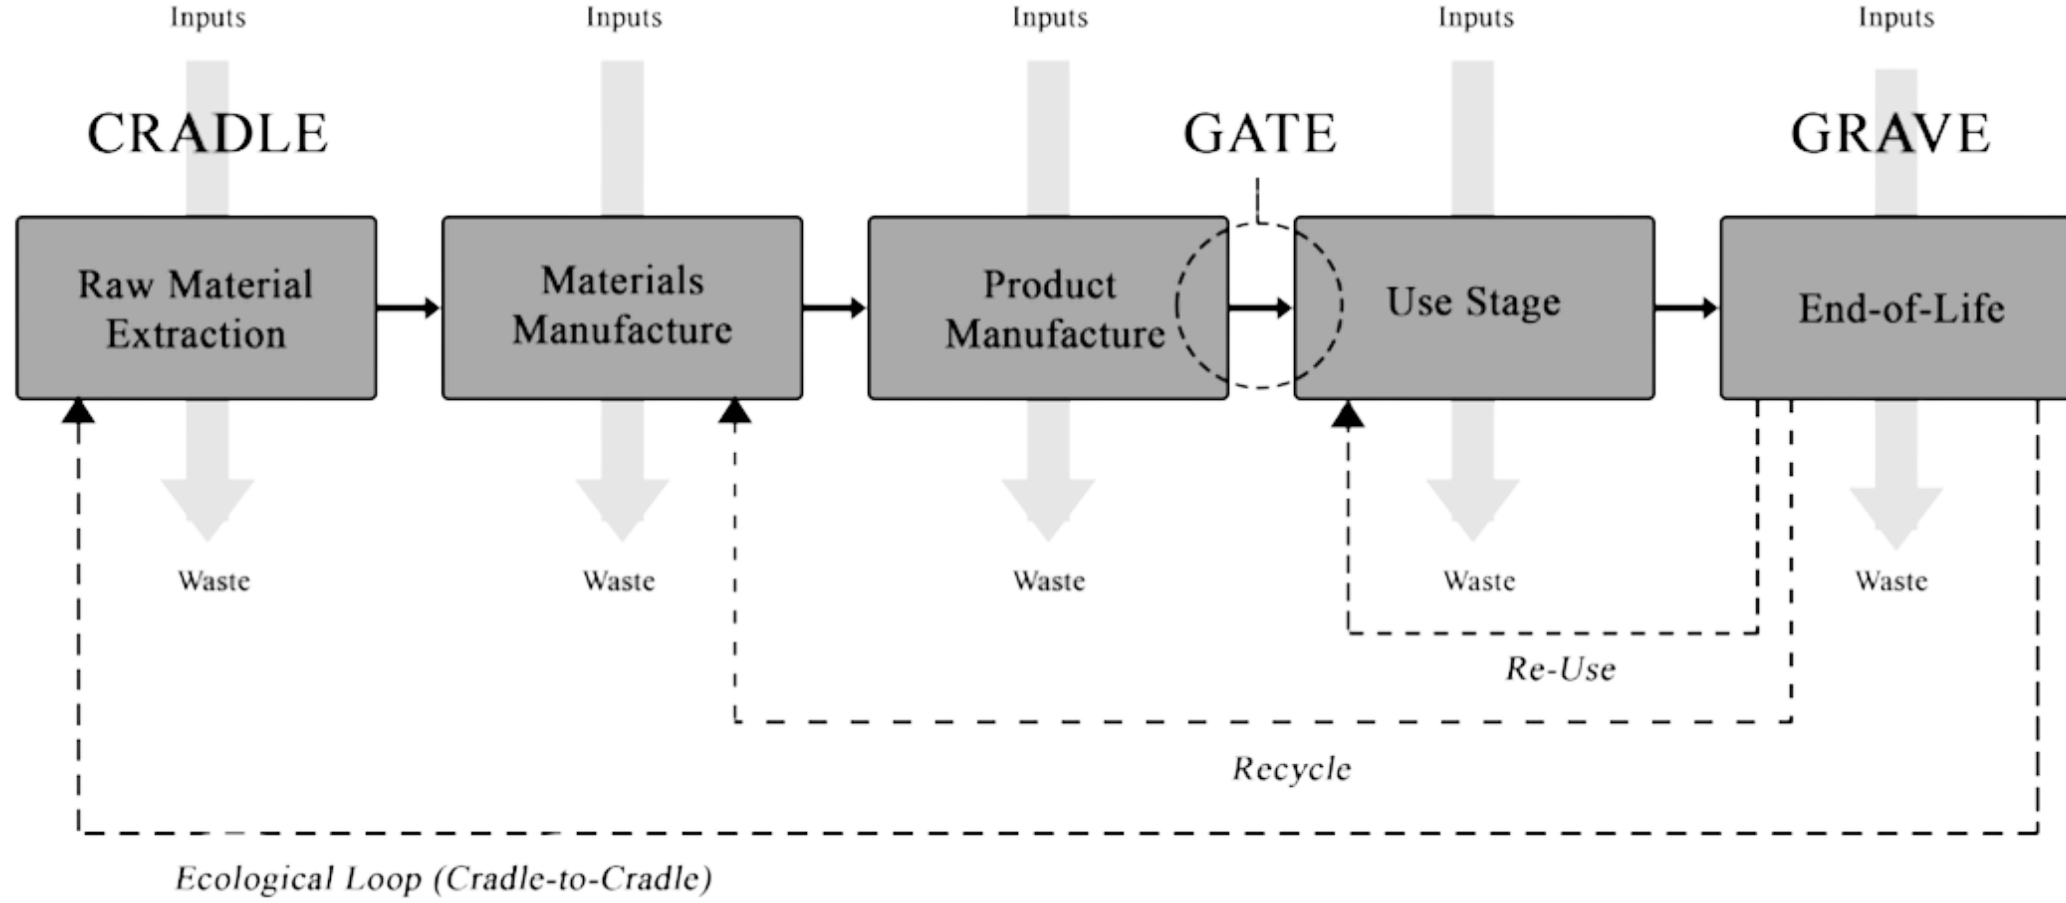 Inputs Inputs Inputs Inputs Inputs
CRADLE GATE GRAVE
Raw Material
Extraction
Materials
Manufacture
Product
Manufacture
Use Stage
End-of-Life
Waste Waste Waste Waste Waste
Re-Use
Recycle
Ecological Loop (Cradle-to-Cradle)